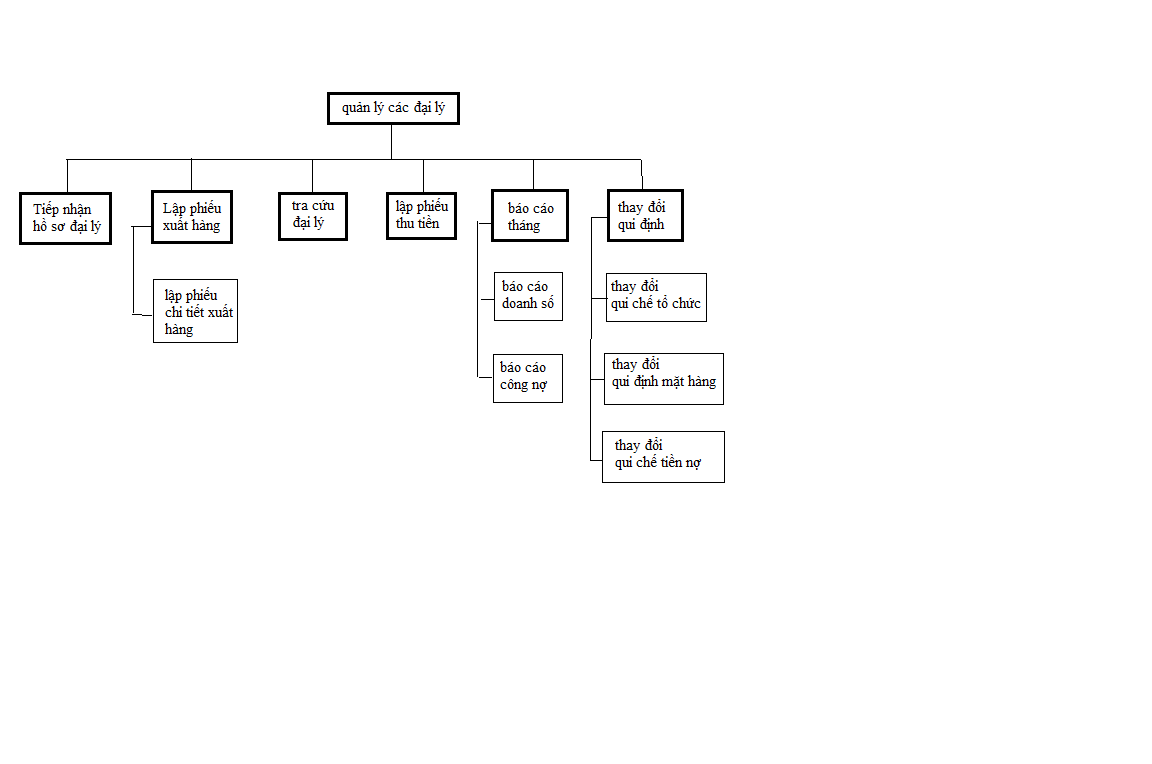 quản lý các đại lý
Tiếp nhận
hồ sơ đại lý
Lập phiếu
xuất hàng
tra cứu
đại lý
lập phiếu
thu tiền
báo cáo
tháng
thay đổi
qui định
lập phiếu
chi tiết xuất
hàng
báo cáo
doanh số
báo cáo
công nợ
thay đổi
qui chế tổ chức
thay đổi
qui định mặt hàng
thay đổi
qui chế tiền nợ